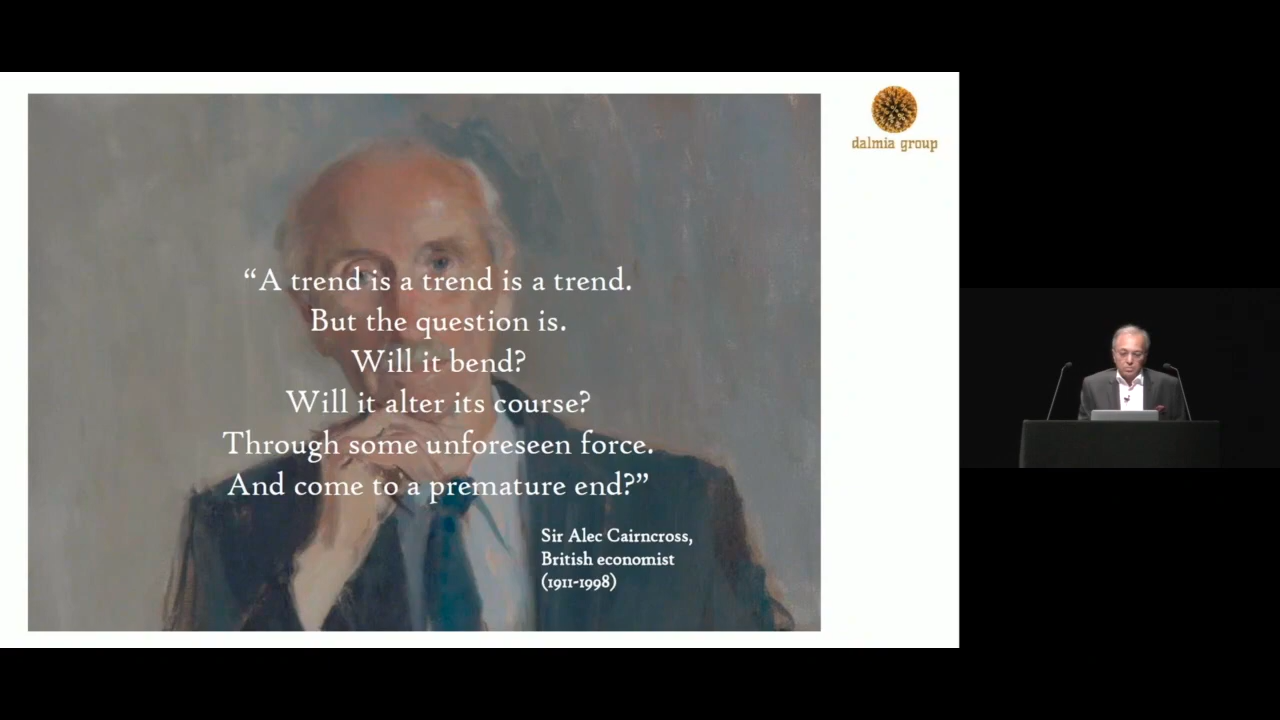 “A trend is a trend is a trend.
But the question is.
Will it bend?
Will it alter its course?
Through some unforeseen force.
And come to a premature end?”
Sir Alec Cairncross,
British economist
(1911-1998)
dalmia group